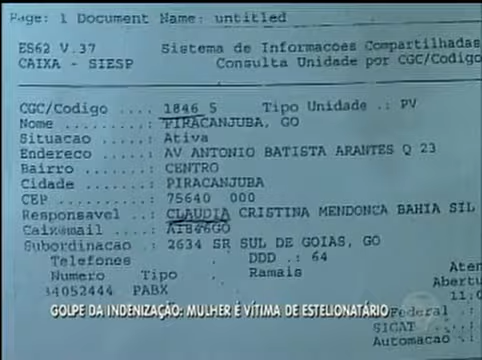 Page: 1 Document Name: untitled
ES62 V.37 Sistema de Informacoes Compartilhadas
CAIXA - SIESP Consulta Unidade por CGC/Codigo
CGC/Codigo ....: 1846 5 Tipo Unidade .: PV
Nome ..........: PIRACANJUBA, GO
Situacao ......: Ativa
Endereco ......: AV ANTONIO BATISTA ARANTES Q 23
Bairro ........: CENTRO
Cidade ........: PIRACANJUBA
CEP ...........: 75640 000
Responsavel ...: CLAUDIA CRISTINA MENDONCA BAHIA SIL
Caixamail .....: A1846GO
Subordinacao ..: 2634 SR SUL DE GOIAS, GO
Telefones DDD .: 64
Numero Tipo . Ramais
34052444 PABX
GOLPE DA INDENIZAÇÃO: MULHER É VÍTIMA DE ESTELIONATÁRIO
Federal .:
SICAT ...:
Automacao .: